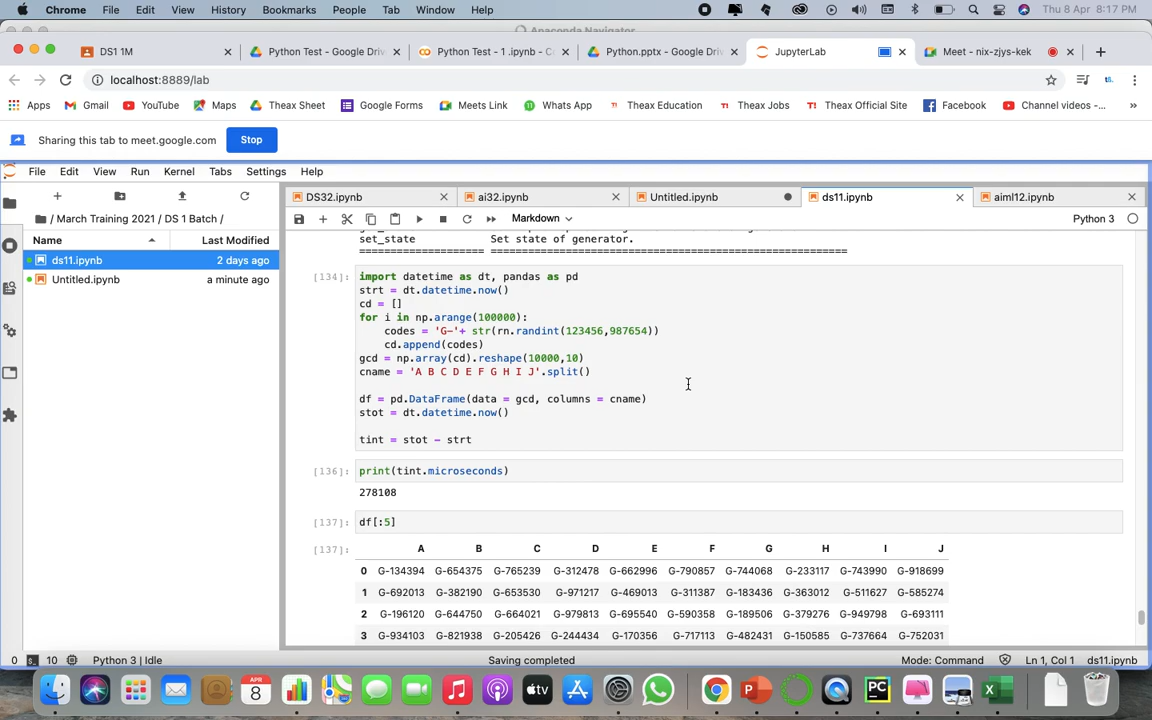 Chrome File Edit View History Bookmarks People Tab Window Help Thu 8 Apr 8:17 PM
Anaconda Navigator
DS1 1M Python Test - Google Driv Python Test - 1 .ipynb - C Python.pptx - Google Driv JupyterLab Meet - nix-zjys-kek
localhost:8889/lab
Apps Gmail YouTube Maps Theax Sheet Google Forms Meets Link Whats App Theax Education Theax Jobs Theax Official Site Facebook Channel videos -... »
Sharing this tab to meet.google.com Stop
File Edit View Run Kernel Tabs Settings Help
DS32.ipynb ai32.ipynb Untitled.ipynb ds11.ipynb aiml12.ipynb
Markdown Python 3
/ March Training 2021 / DS 1 Batch /
Name Last Modified
ds11.ipynb 2 days ago
Untitled.ipynb a minute ago
set_state Set state of generator.
==================== =========================================================
[134]: import datetime as dt, pandas as pd
strt = dt.datetime.now()
cd = []
for i in np.arange(100000):
codes = 'G-'+ str(rn.randint(123456,987654))
cd.append(codes)
gcd = np.array(cd).reshape(10000,10)
cname = 'A B C D E F G H I J'.split()
df = pd.DataFrame(data = gcd, columns = cname)
stot = dt.datetime.now()
tint = stot - strt
[136]: print(tint.microseconds)
278108
[137]: df[:5]
[137]: A B C D E F G H I J
0 G-134394 G-654375 G-765239 G-312478 G-662996 G-790857 G-744068 G-233117 G-743990 G-918699
1 G-692013 G-382190 G-653530 G-971217 G-469013 G-311387 G-183436 G-363012 G-511627 G-585274
2 G-196120 G-644750 G-664021 G-979813 G-695540 G-590358 G-189506 G-379276 G-949798 G-693111
3 G-934103 G-821938 G-205426 G-244434 G-170356 G-717113 G-482431 G-150585 G-737664 G-752031
0 10 Python 3 | Idle Saving completed Mode: Command Ln 1, Col 1 ds11.ipynb
APR
8
tv
P
PC
X